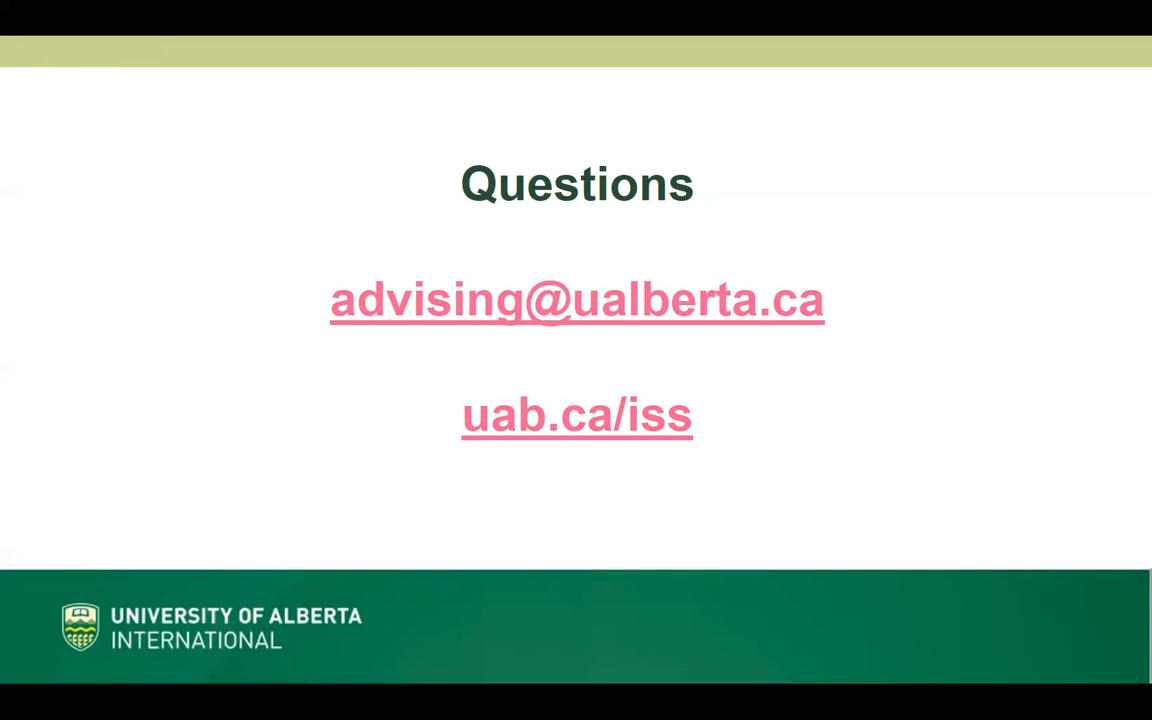 Questions
advising@ualberta.ca
uab.ca/iss
UNIVERSITY OF ALBERTA
INTERNATIONAL